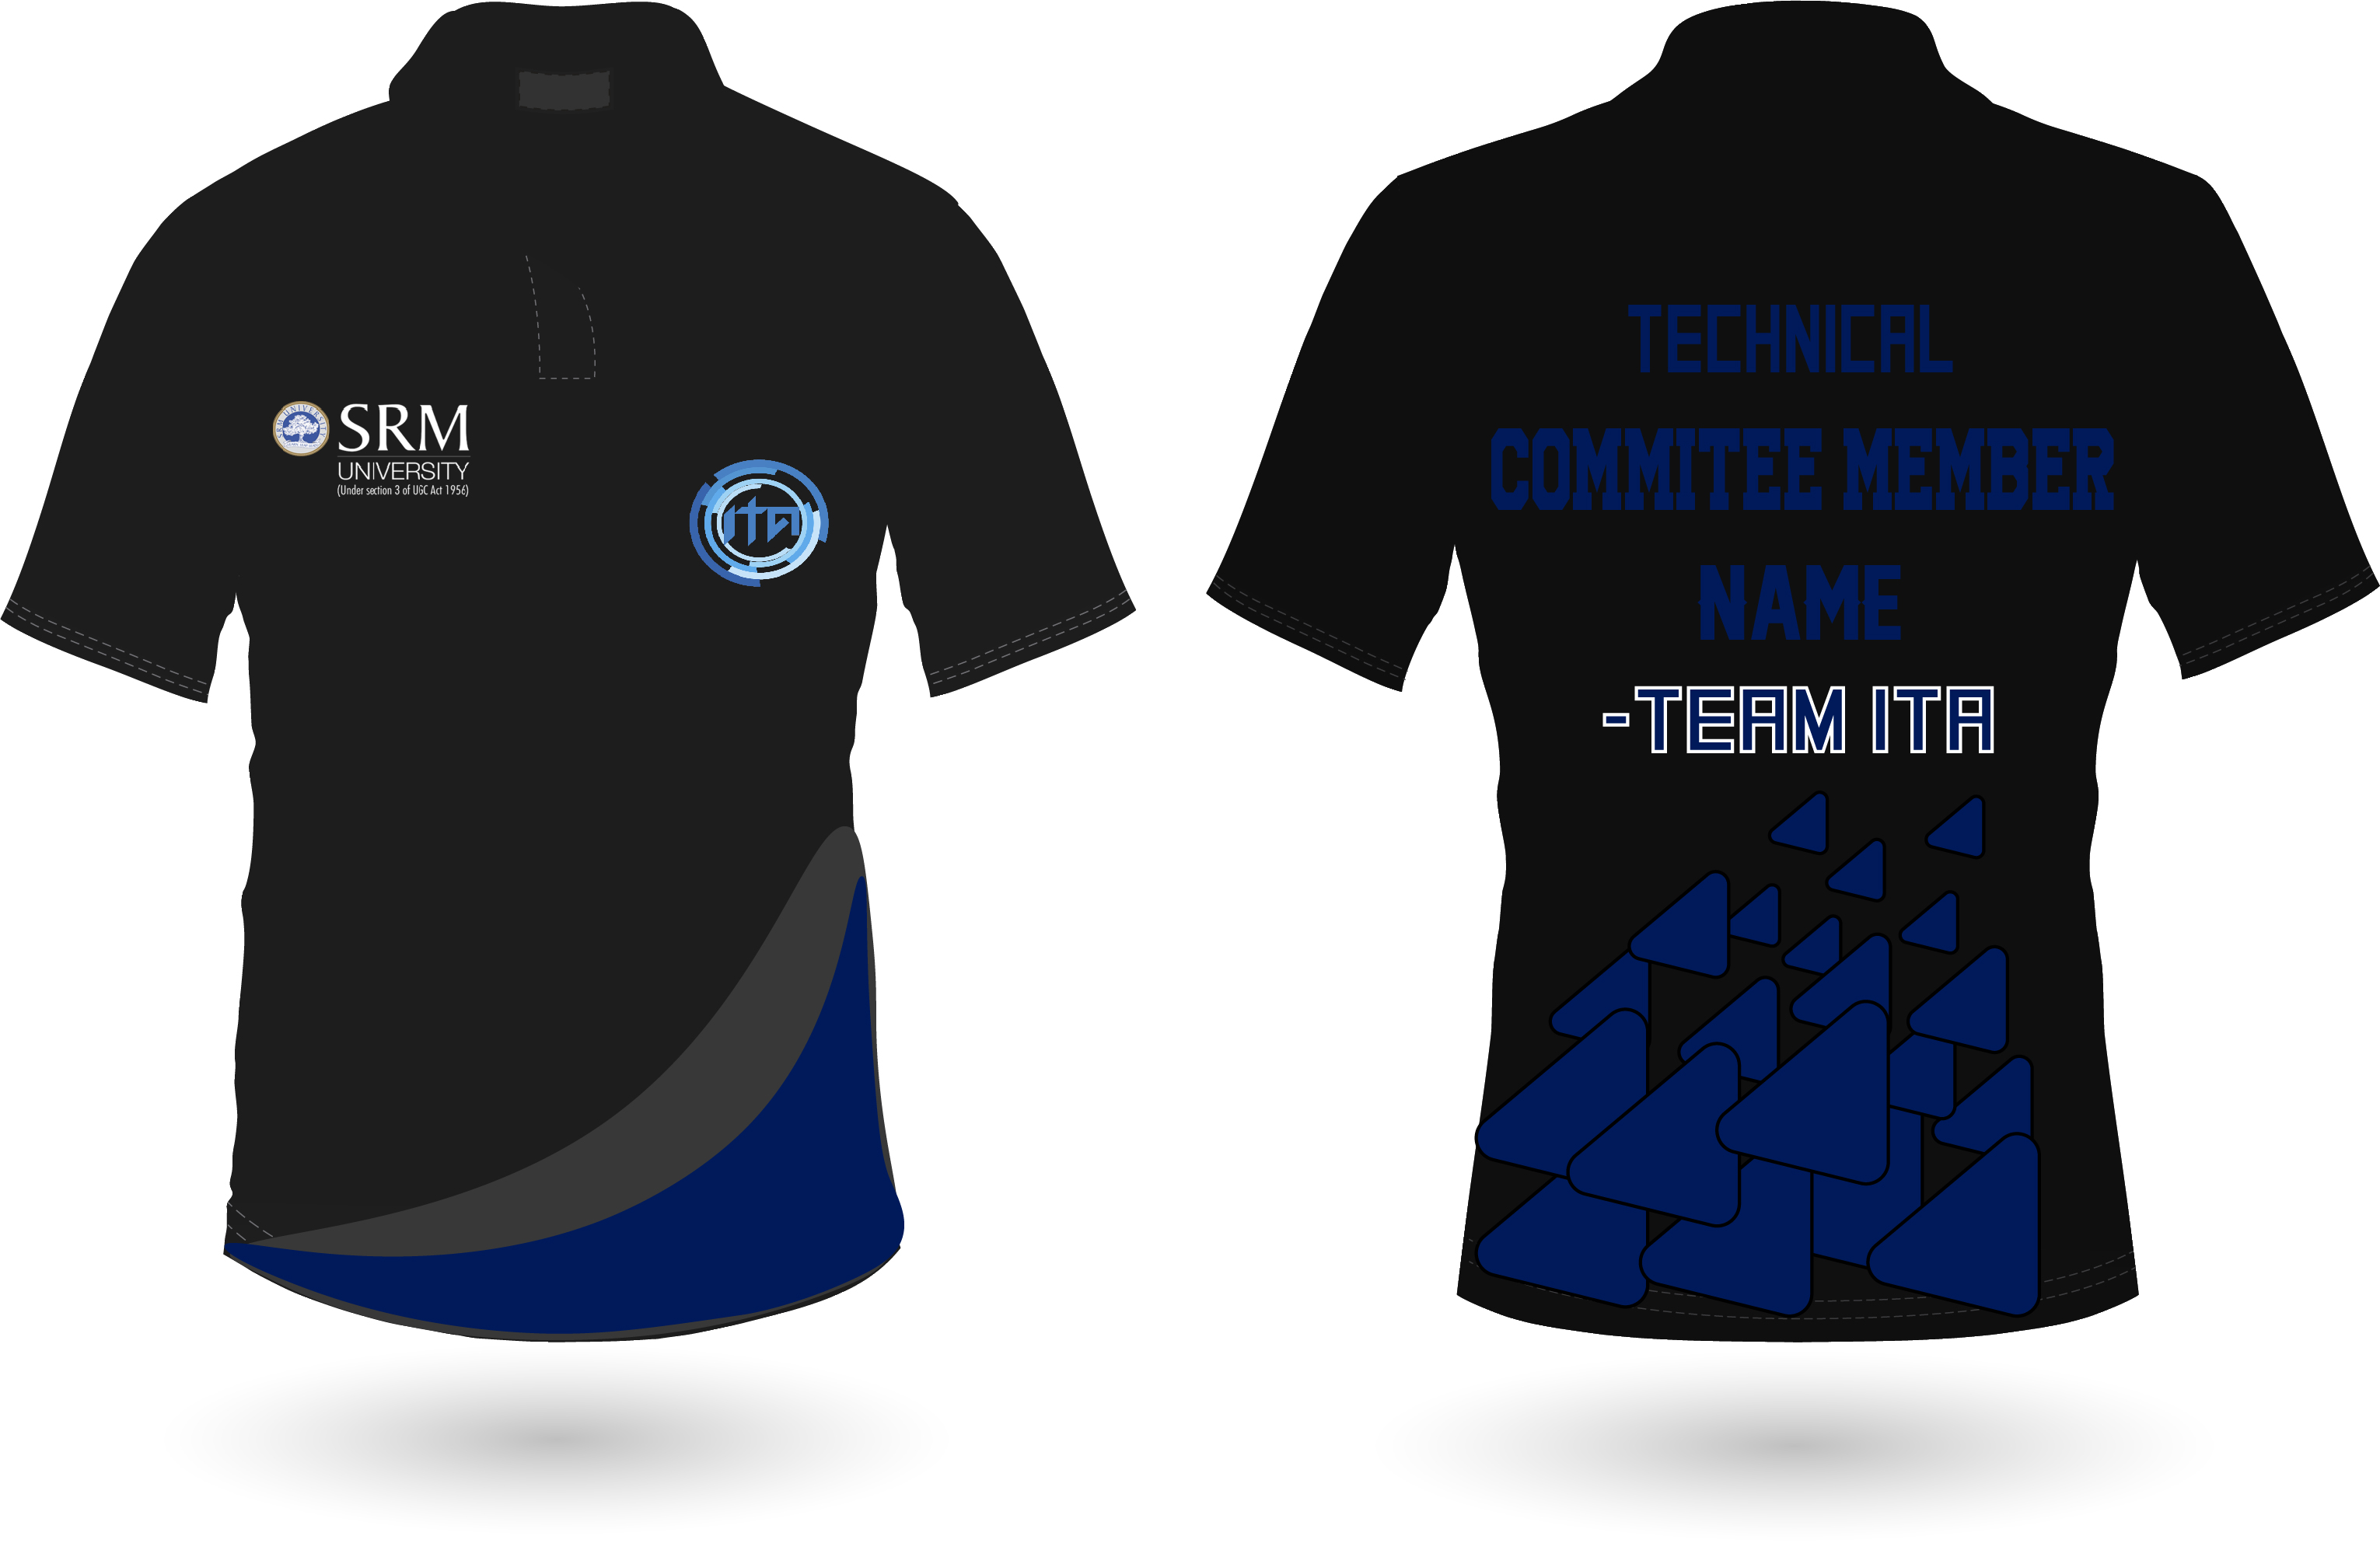 SRM
UNIVERSITY
(Under section 3 of UGC Act 1956)
ITA
TECHNICAL
COMMITEE MEMBER
NAME
-TEAM ITA